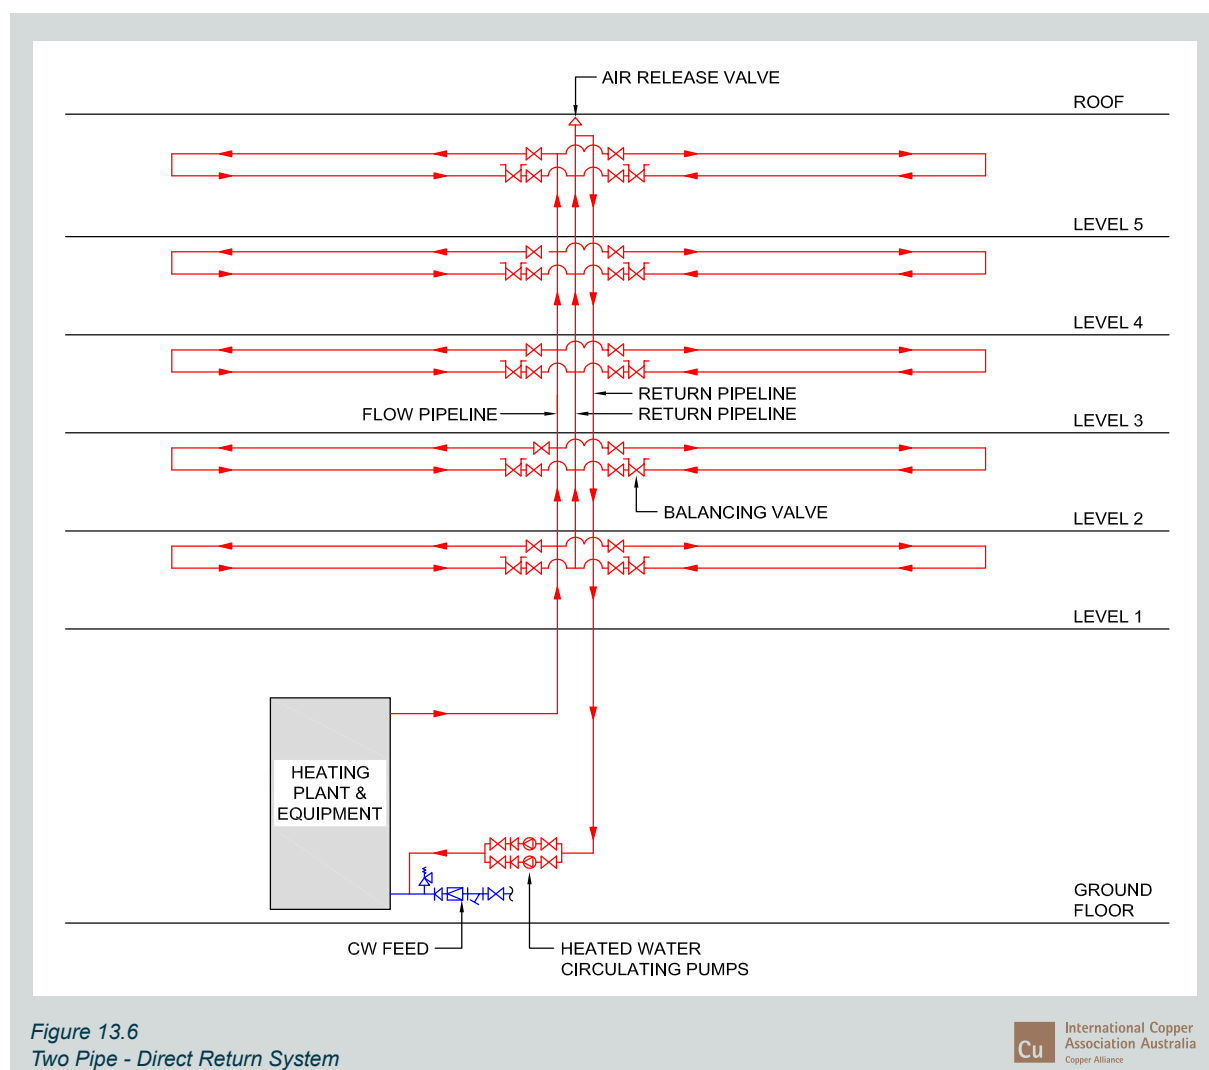 AIR RELEASE VALVE
ROOF
LEVEL 5
LEVEL 4
RETURN PIPELINE
FLOW PIPELINE
RETURN PIPELINE
LEVEL 3
BALANCING VALVE
LEVEL 2
LEVEL 1
HEATING
PLANT &
EQUIPMENT
GROUND
FLOOR
CW FEED
HEATED WATER
CIRCULATING PUMPS
Figure 13.6
Two Pipe - Direct Return System
Cu
International Copper
Association Australia
Copper Alliance